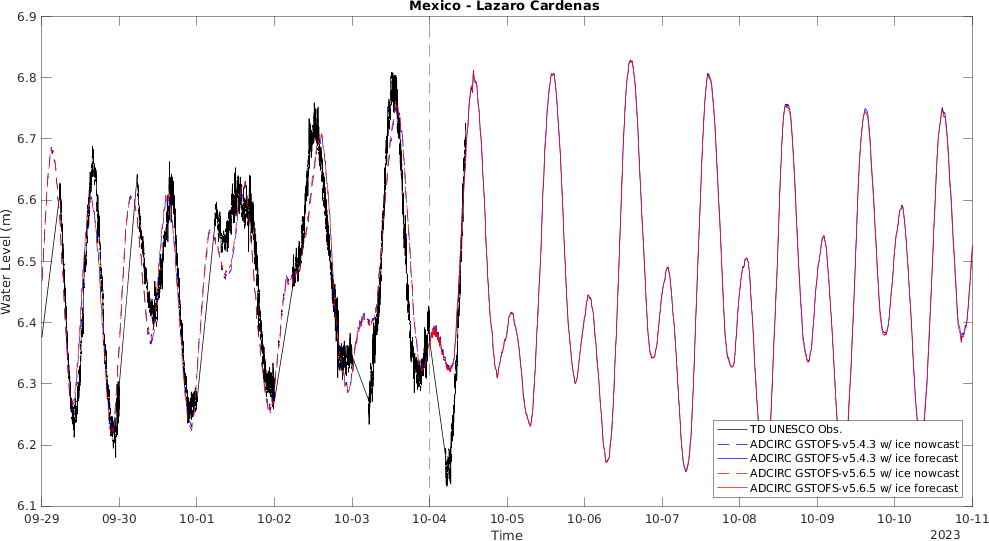 Mexico - Lazaro Cardenas
6.9
6.8
6.7
6.6
6.5
6.4
6.3
6.2
6.1
Water Level (m)
TD UNESCO Obs.
ADCIRC GSTOFS-v5.4.3 w/ ice nowcast
ADCIRC GSTOFS-v5.4.3 w/ ice forecast
ADCIRC GSTOFS-v5.6.5 w/ ice nowcast
ADCIRC GSTOFS-v5.6.5 w/ ice forecast
09-29 09-30 10-01 10-02 10-03 10-04 10-05 10-06 10-07 10-08 10-09 10-10 10-11
Time
2023